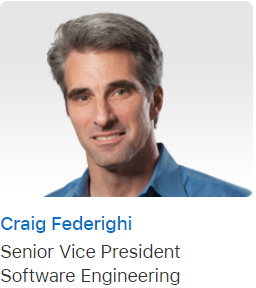 Craig Federighi
Senior Vice President
Software Engineering